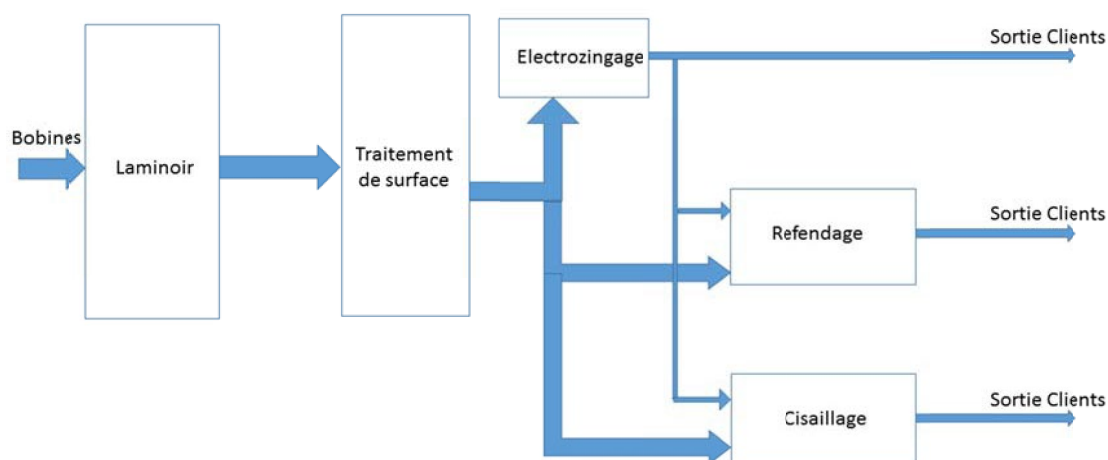 Electrozingage
Sortie Clients
Bobines
Laminoir
Traitement
de surface
Refendage
Sortie Clients
Cisaillage
Sortie Clients